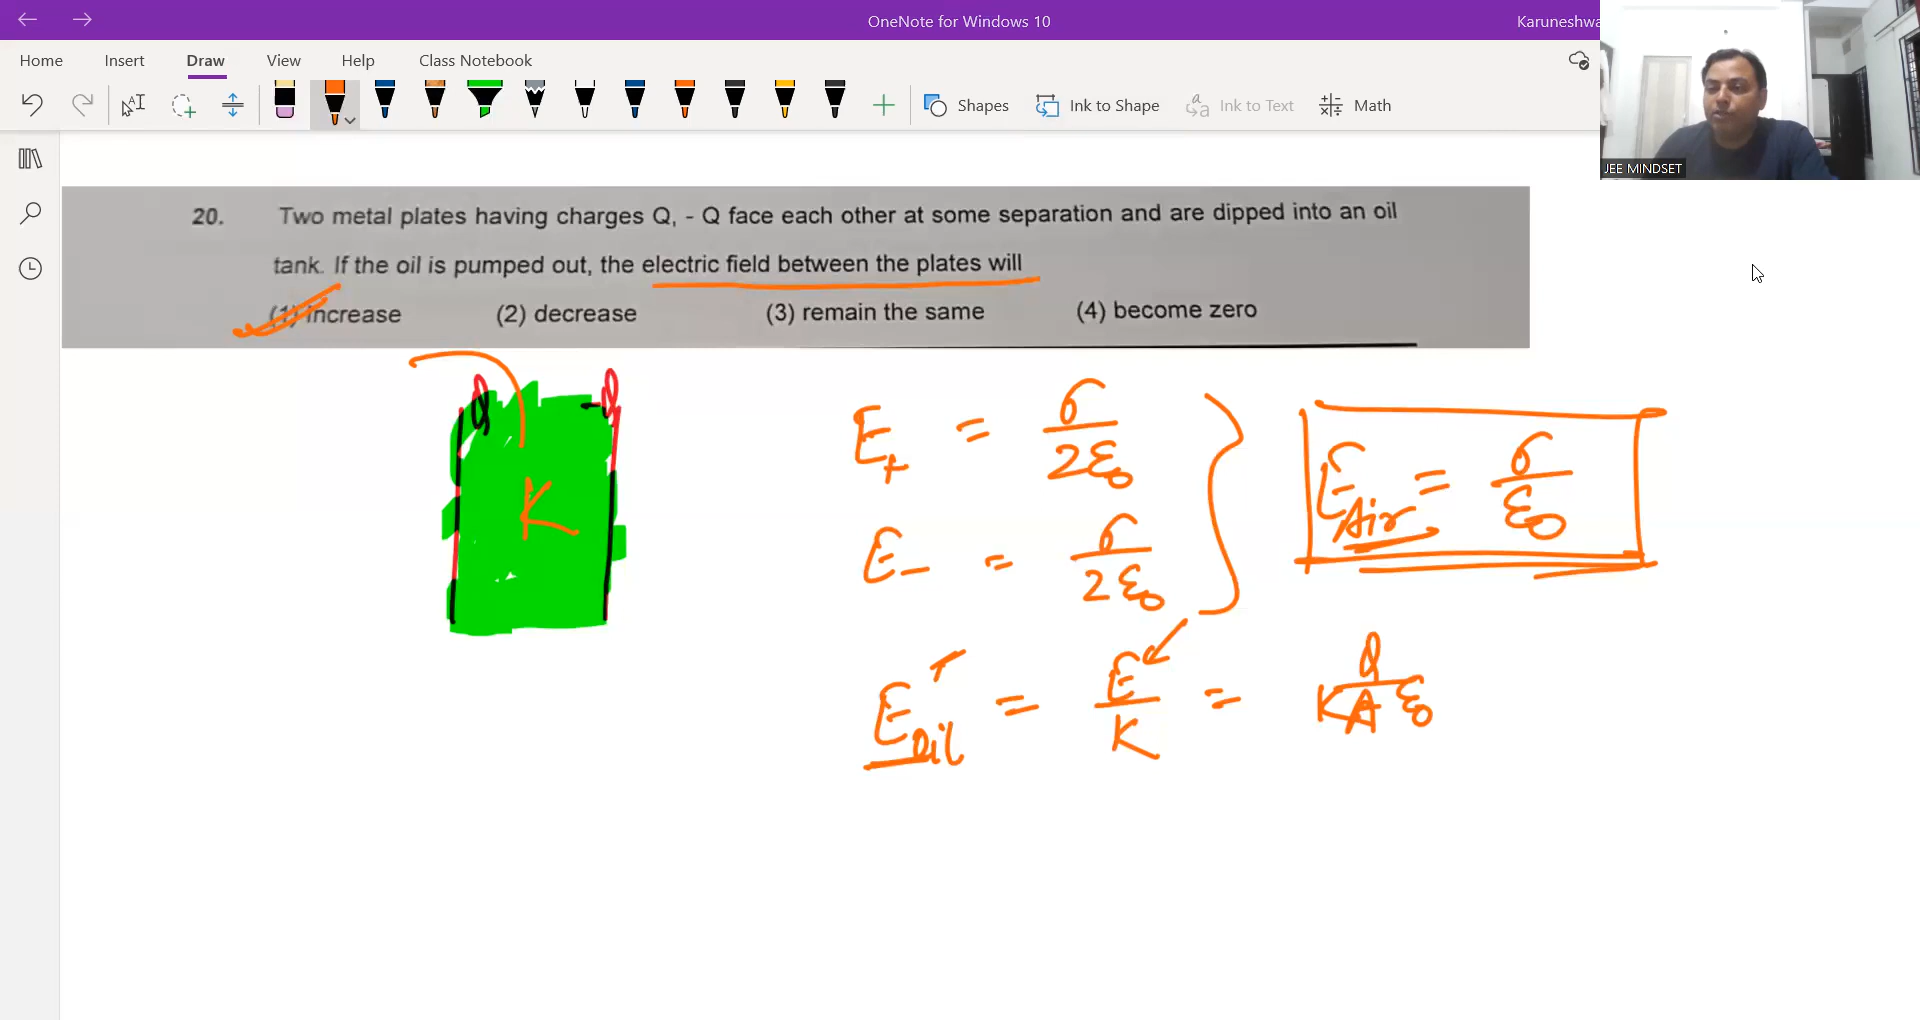 OneNote for Windows 10
Karuneshwa
Home Insert Draw View Help Class Notebook
Shapes Ink to Shape Ink to Text Math
JEE MINDSET
20. Two metal plates having charges Q, - Q face each other at some separation and are dipped into an oil
tank. If the oil is pumped out, the electric field between the plates will
(1) increase (2) decrease (3) remain the same (4) become zero
Q -Q
K
E+ = σ/2ε0
E- = σ/2ε0
EAir = σ/ε0
EOil = E/K = Q/KAε0